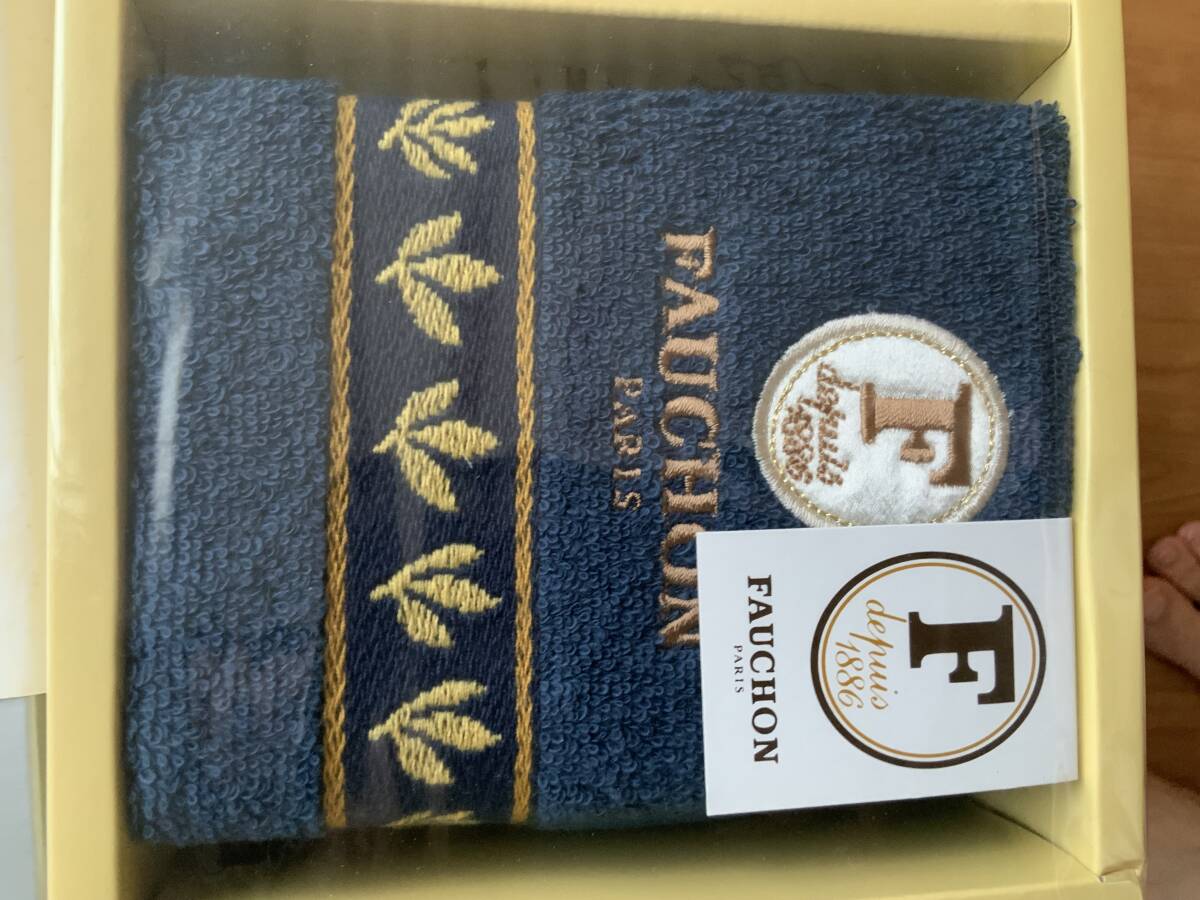 FAUCHON
PARIS
F
depuis
1886
F
depuis
1886
FAUCHON
PARIS